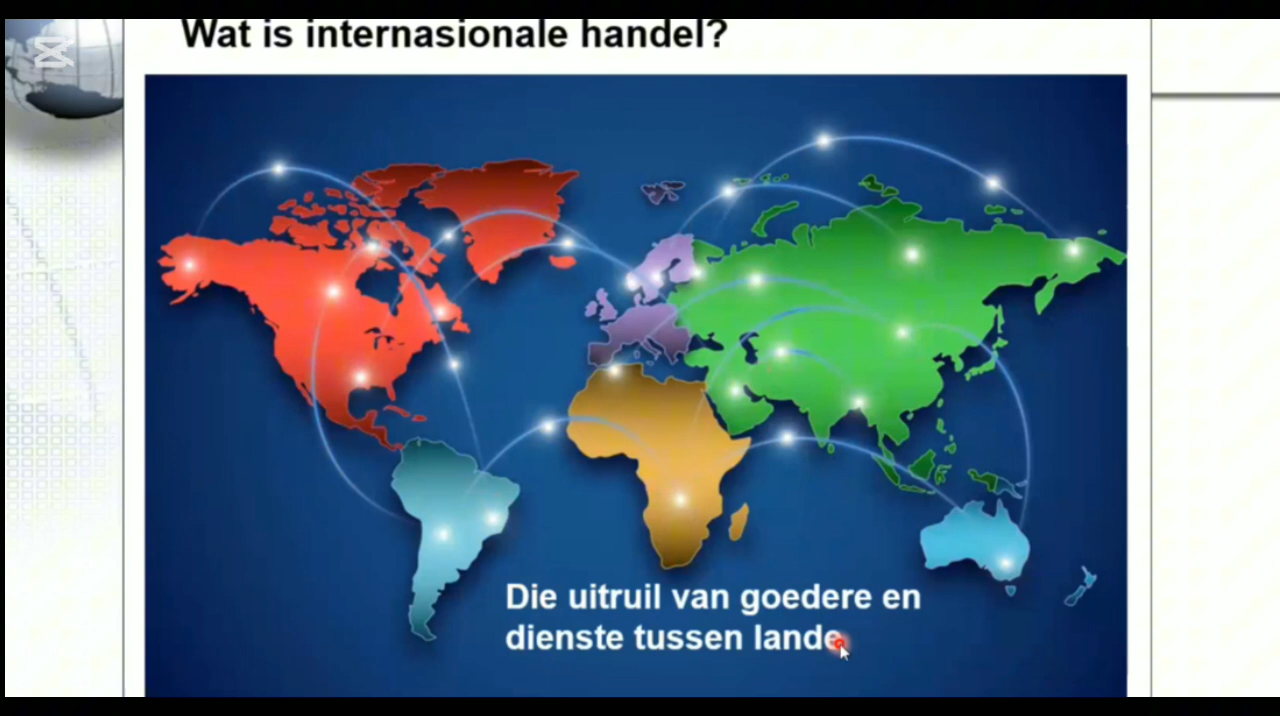 Wat is internasionale handel?
Die uitruil van goedere en
dienste tussen lande